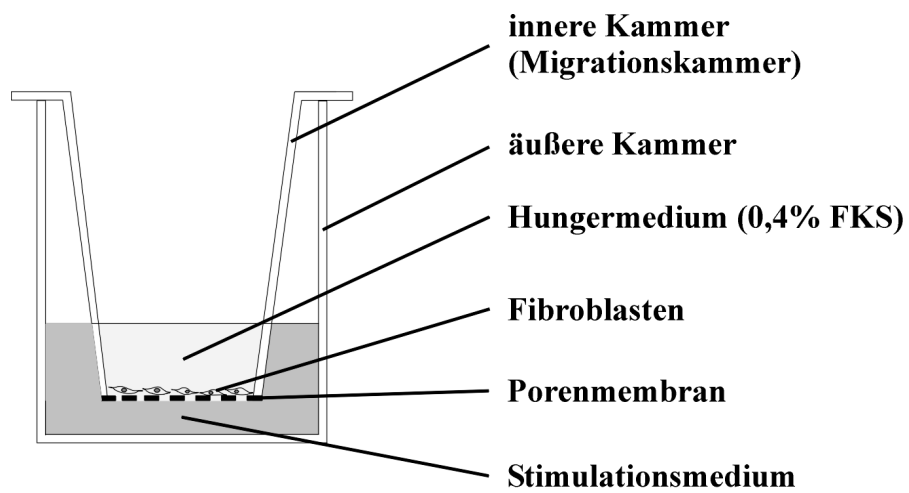 innere Kammer
(Migrationskammer)
äußere Kammer
Hungermedium (0,4% FKS)
Fibroblasten
Porenmembran
Stimulationsmedium